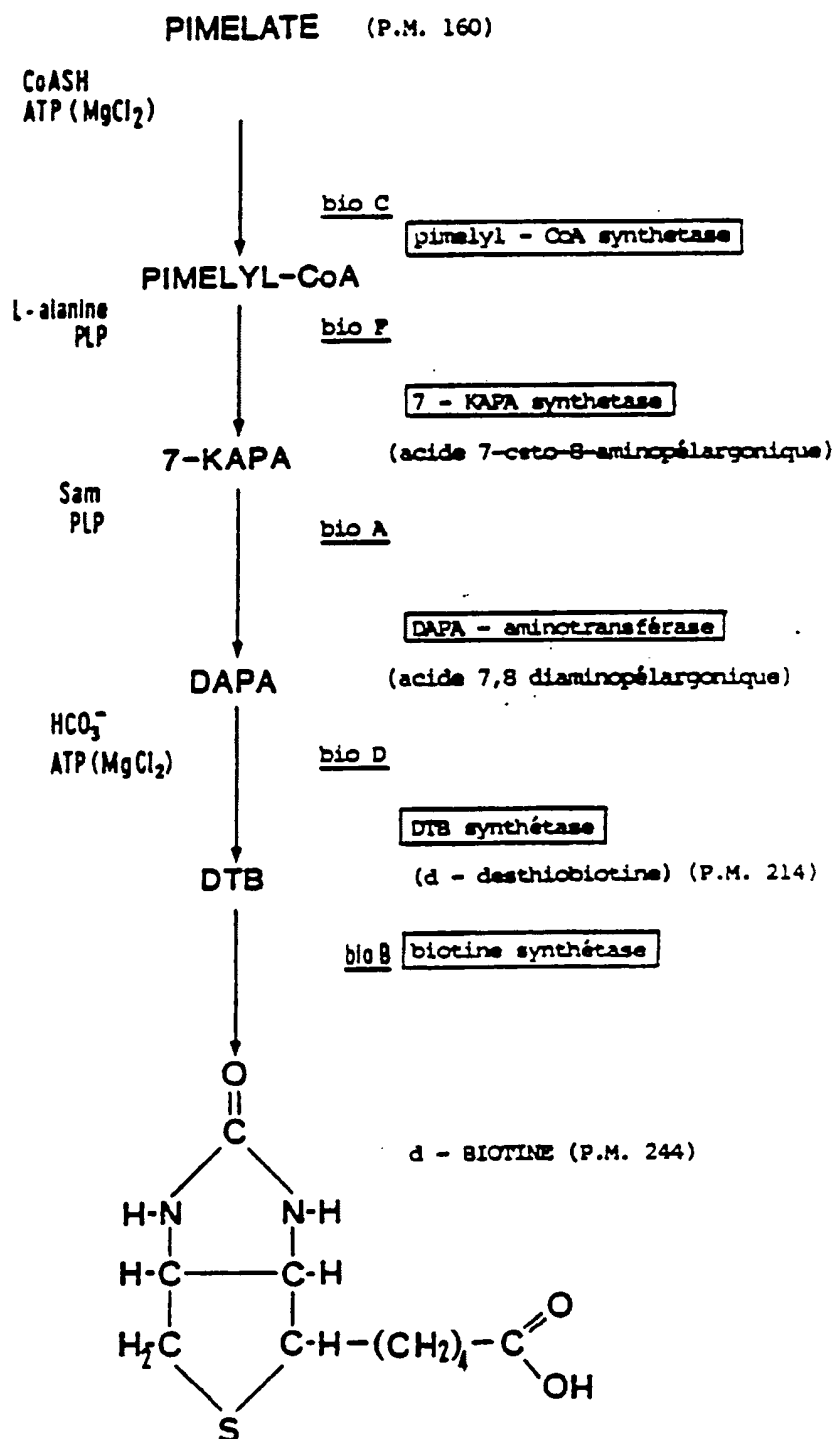 PIMELATE (P.M. 160)
CoASH
ATP (MgCl₂)
bio C
pimelyl - CoA synthetase
PIMELYL-CoA
L-alanine
PLP
bio F
7 - KAPA synthetase
7-KAPA
(acide 7-ceto-8-aminopélargonique)
Sam
PLP
bio A
DAPA - aminotransférase
DAPA
(acide 7,8 diaminopélargonique)
HCO₃⁻
ATP (MgCl₂)
bio D
DTB synthétase
DTB
(d - desthiobiotine) (P.M. 214)
bio B
biotine synthétase
O
C
d - BIOTINE (P.M. 244)
H-N N-H
H-C C-H
O
H₂-C C-H-(CH₂)₄-C
OH
S